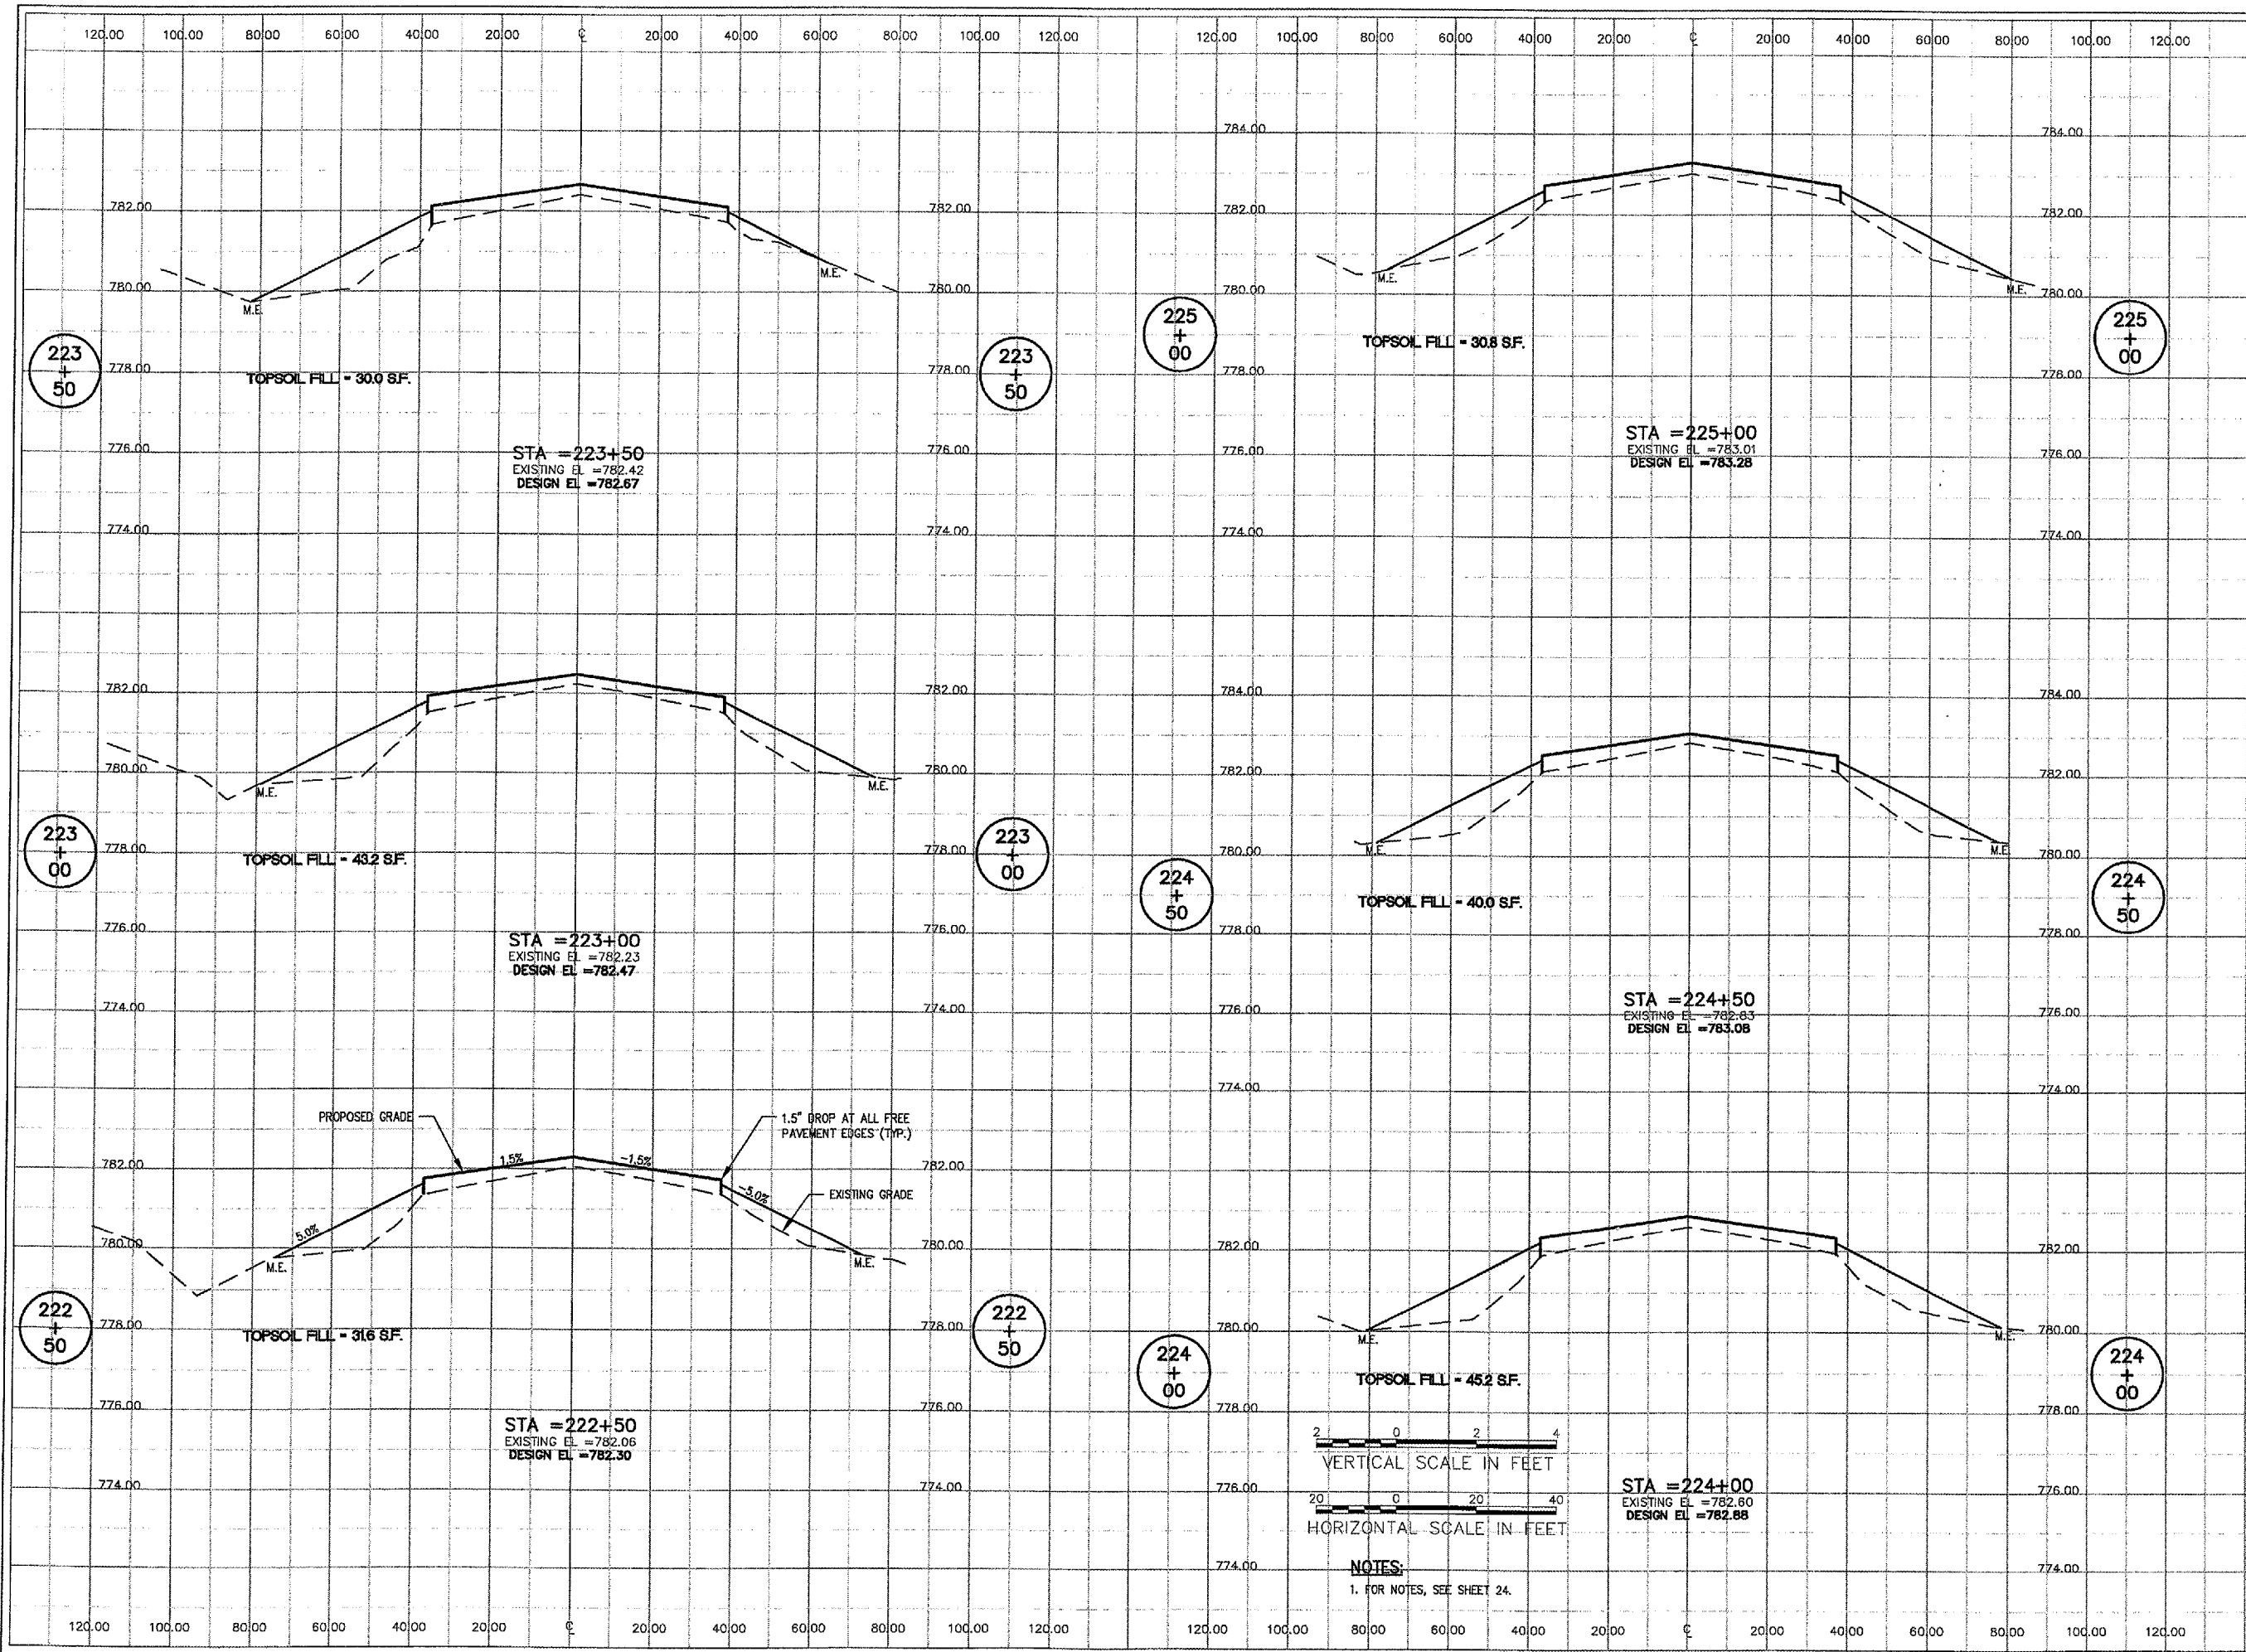 120.00 100.00 80.00 60.00 40.00 20.00 ℄ 20.00 40.00 60.00 80.00 100.00 120.00
782.00 782.00
780.00 780.00
M.E. M.E.
223 + 50
223 + 50
778.00 778.00
TOPSOIL FILL = 30.0 S.F.
776.00 776.00
STA =223+50
EXISTING EL =782.42
DESIGN EL =782.67
774.00 774.00
782.00 782.00
780.00 780.00
M.E. M.E.
223 + 00
223 + 00
778.00 778.00
TOPSOIL FILL = 43.2 S.F.
776.00 776.00
STA =223+00
EXISTING EL =782.23
DESIGN EL =782.47
774.00 774.00
PROPOSED GRADE
1.5" DROP AT ALL FREE
PAVEMENT EDGES (TYP.)
782.00 1.5% -1.5% 782.00
5.0% -5.0%
EXISTING GRADE
780.00 780.00
M.E. M.E.
222 + 50
222 + 50
778.00 778.00
TOPSOIL FILL = 31.6 S.F.
776.00 776.00
STA =222+50
EXISTING EL =782.06
DESIGN EL =782.30
774.00 774.00
120.00 100.00 80.00 60.00 40.00 20.00 ℄ 20.00 40.00 60.00 80.00 100.00 120.00
120.00 100.00 80.00 60.00 40.00 20.00 ℄ 20.00 40.00 60.00 80.00 100.00 120.00
784.00 784.00
782.00 782.00
780.00 780.00
M.E. M.E.
225 + 00
225 + 00
TOPSOIL FILL = 30.8 S.F.
778.00 778.00
STA =225+00
EXISTING EL =783.01
DESIGN EL =783.28
776.00 776.00
774.00 774.00
784.00 784.00
782.00 782.00
780.00 780.00
M.E. M.E.
224 + 50
224 + 50
TOPSOIL FILL = 40.0 S.F.
778.00 778.00
STA =224+50
EXISTING EL =782.83
DESIGN EL =783.08
776.00 776.00
774.00 774.00
782.00 782.00
780.00 780.00
M.E. M.E.
224 + 00
224 + 00
TOPSOIL FILL = 45.2 S.F.
778.00 778.00
2 0 2 4
VERTICAL SCALE IN FEET
776.00 776.00
STA =224+00
EXISTING EL =782.60
DESIGN EL =782.88
20 0 20 40
HORIZONTAL SCALE IN FEET
774.00 774.00
NOTES:
1. FOR NOTES, SEE SHEET 24.
120.00 100.00 80.00 60.00 40.00 20.00 ℄ 20.00 40.00 60.00 80.00 100.00 120.00